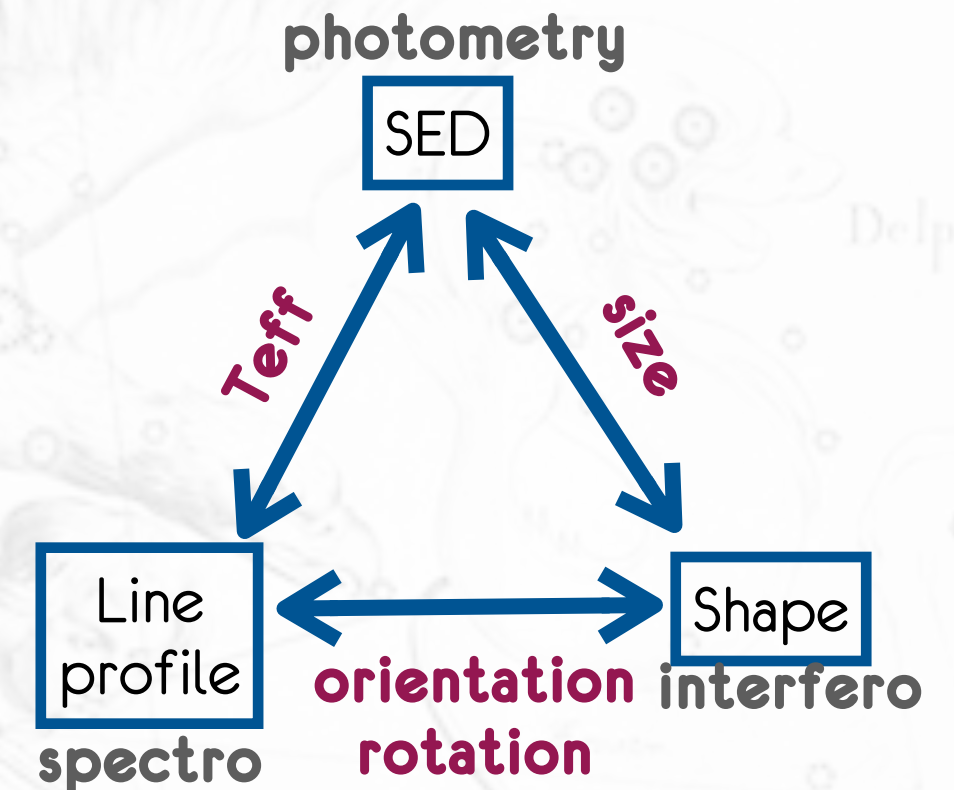 photometry
SED
Teff
size
Line
profile
Shape
orientation
rotation
interfero
spectro